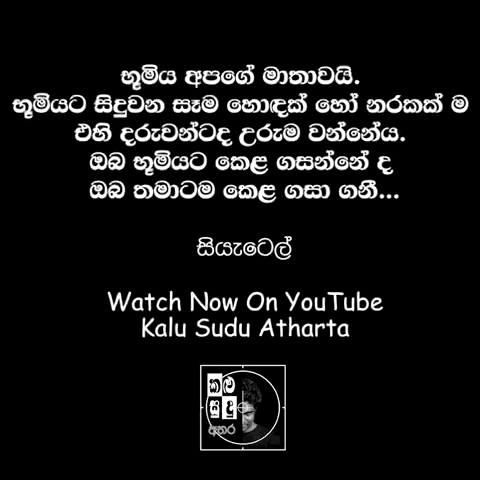 භූමිය අපගේ මාතාවයි.
භූමියට සිදුවන සෑම හොඳක් හෝ නරකක් ම
එහි දරුවන්ටද උරුම වන්නේය.
ඔබ භූමියට කෙළ ගසන්නේ ද
ඔබ තමාටම කෙළ ගසා ගනී...
සියැටෙල්
Watch Now On YouTube
Kalu Sudu Atharta
කළු
සුදු
අතර